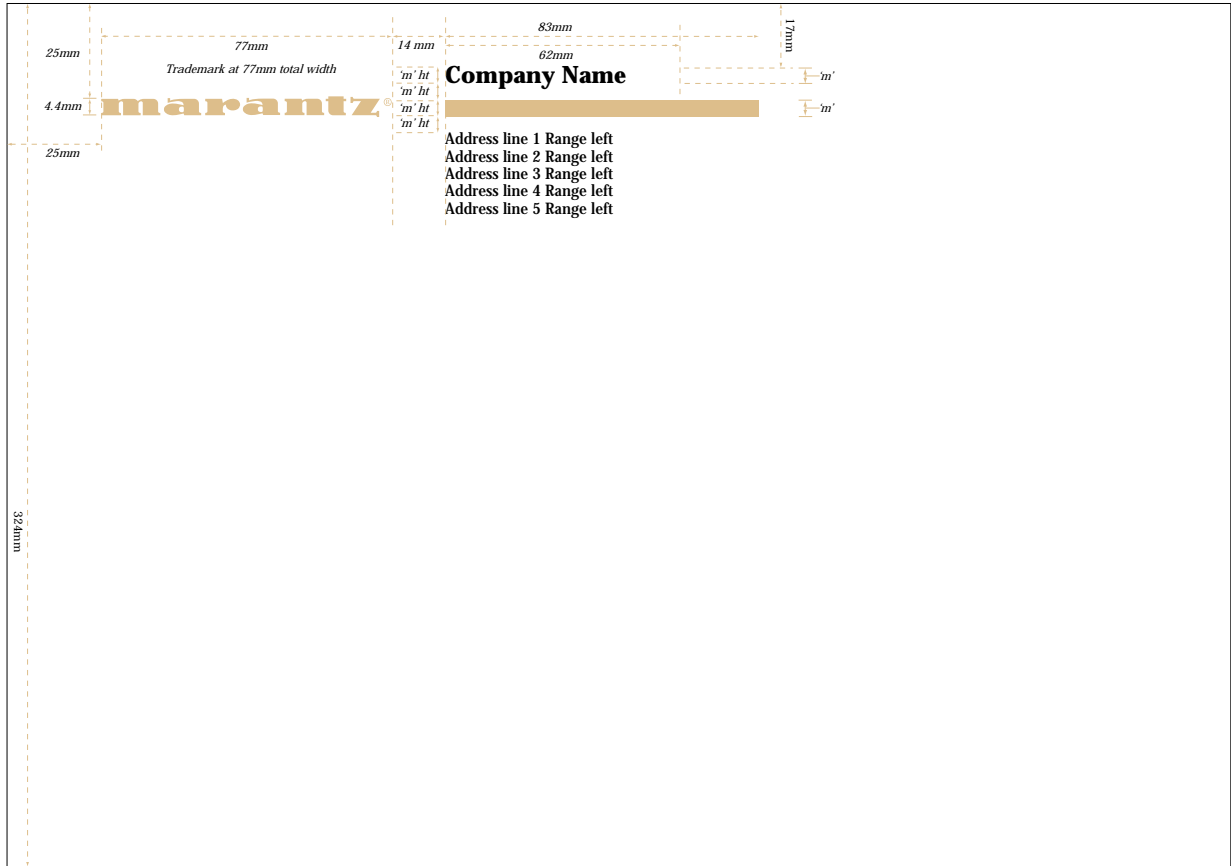 83mm
17mm
77mm
14 mm
25mm
62mm
Trademark at 77mm total width
'm' ht
Company Name
'm'
'm' ht
4.4mm
marantz®
'm' ht
'm'
'm' ht
25mm
Address line 1 Range left
Address line 2 Range left
Address line 3 Range left
Address line 4 Range left
Address line 5 Range left
324mm